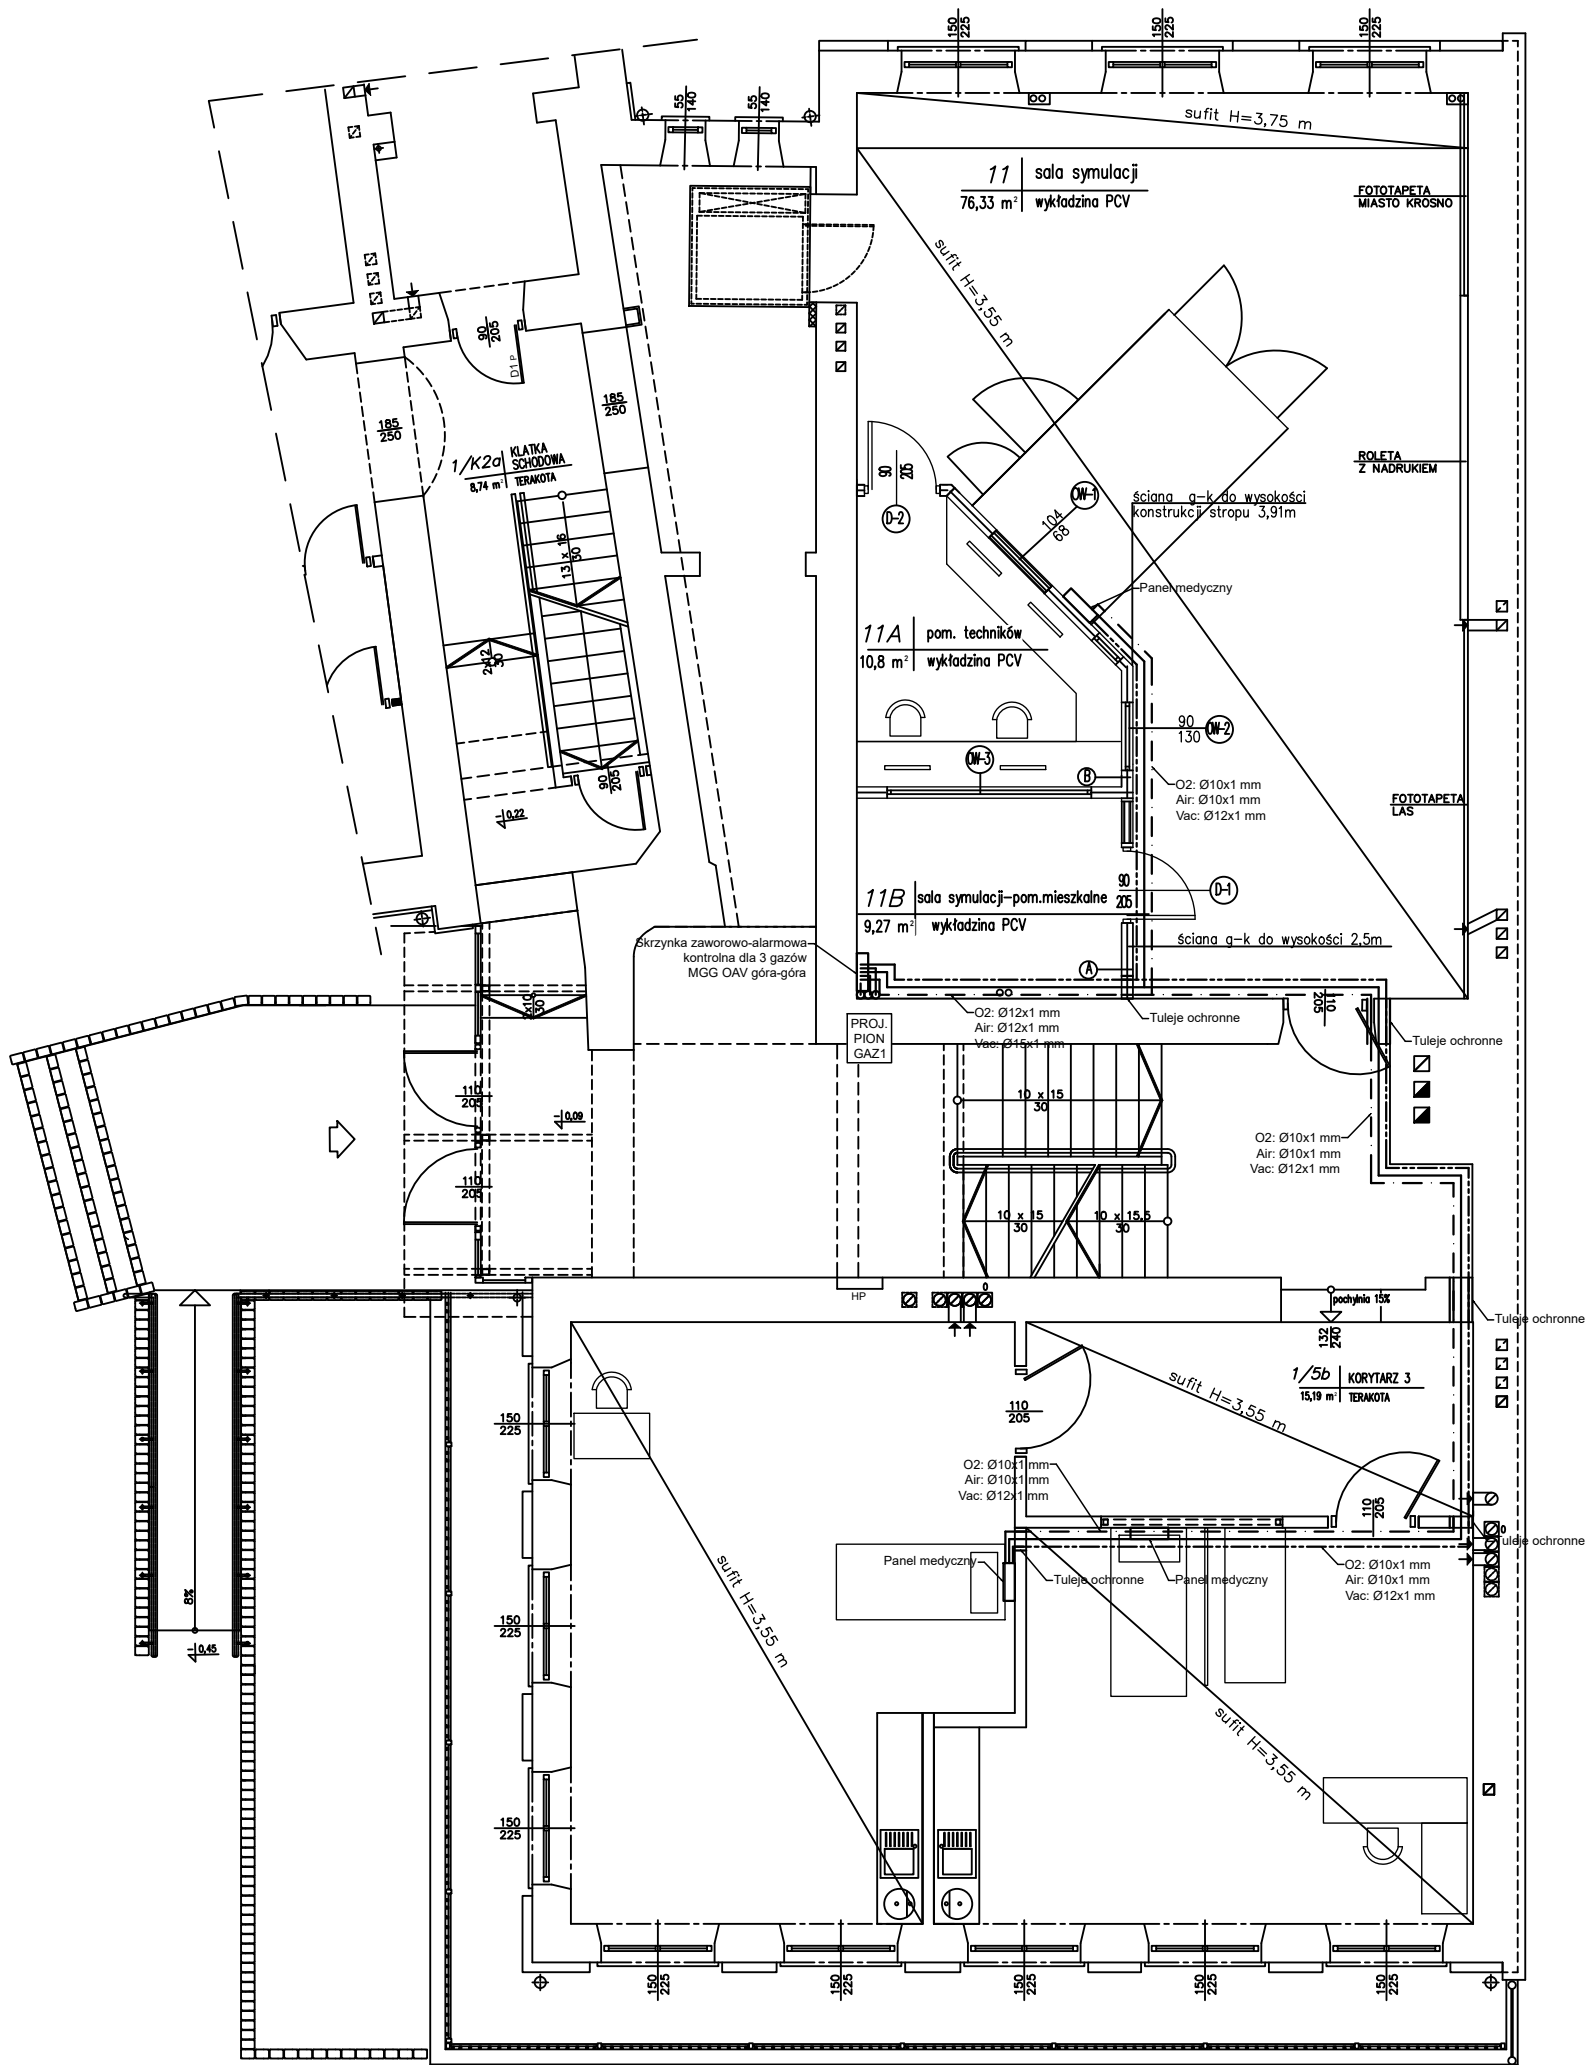 150
225
150
225
150
225
55
140
55
140
sufit H=3,75 m
11
sala symulacji
76,33 m²
wykładzina PCV
FOTOTAPETA
MIASTO KROSNO
sufit H=3,55 m
90
205
D1 P
185
250
185
250
1/K2a
KLATKA
SCHODOWA
8,74 m²
TERAKOTA
90
205
D-2
OW-1
104
68
ROLETA
Z NADRUKIEM
ściana g-k do wysokości
konstrukcji stropu 3,91m
13 x 16
30
Panel medyczny
11A
pom. techników
10,8 m²
wykładzina PCV
2x12
30
90
130
OW-2
OW-3
B
90
205
-0,22
O2: Ø10x1 mm
Air: Ø10x1 mm
Vac: Ø12x1 mm
FOTOTAPETA
LAS
11B
sala symulacji-pom.mieszkalne
9,27 m²
wykładzina PCV
90
205
D-1
Skrzynka zaworowo-alarmowa
kontrolna dla 3 gazów
MGG OAV góra-góra
ściana g-k do wysokości 2,5m
A
2x10
30
PROJ.
PION
GAZ1
O2: Ø12x1 mm
Air: Ø12x1 mm
Vac: Ø15x1 mm
Tuleje ochronne
110
205
Tuleje ochronne
110
205
-0,09
10 x 15
30
O2: Ø10x1 mm
Air: Ø10x1 mm
Vac: Ø12x1 mm
110
205
10 x 15
30
10 x 15,5
30
HP
0
pochylnia 15%
Tuleje ochronne
132
240
1/5b
KORYTARZ 3
15,19 m²
TERAKOTA
sufit H=3,55 m
110
205
150
225
O2: Ø10x1 mm
Air: Ø10x1 mm
Vac: Ø12x1 mm
110
205
0
Tuleje ochronne
Panel medyczny
Tuleje ochronne
Panel medyczny
O2: Ø10x1 mm
Air: Ø10x1 mm
Vac: Ø12x1 mm
sufit H=3,55 m
8%
-0,45
150
225
sufit H=3,55 m
150
225
150
225
150
225
150
225
150
225
150
225